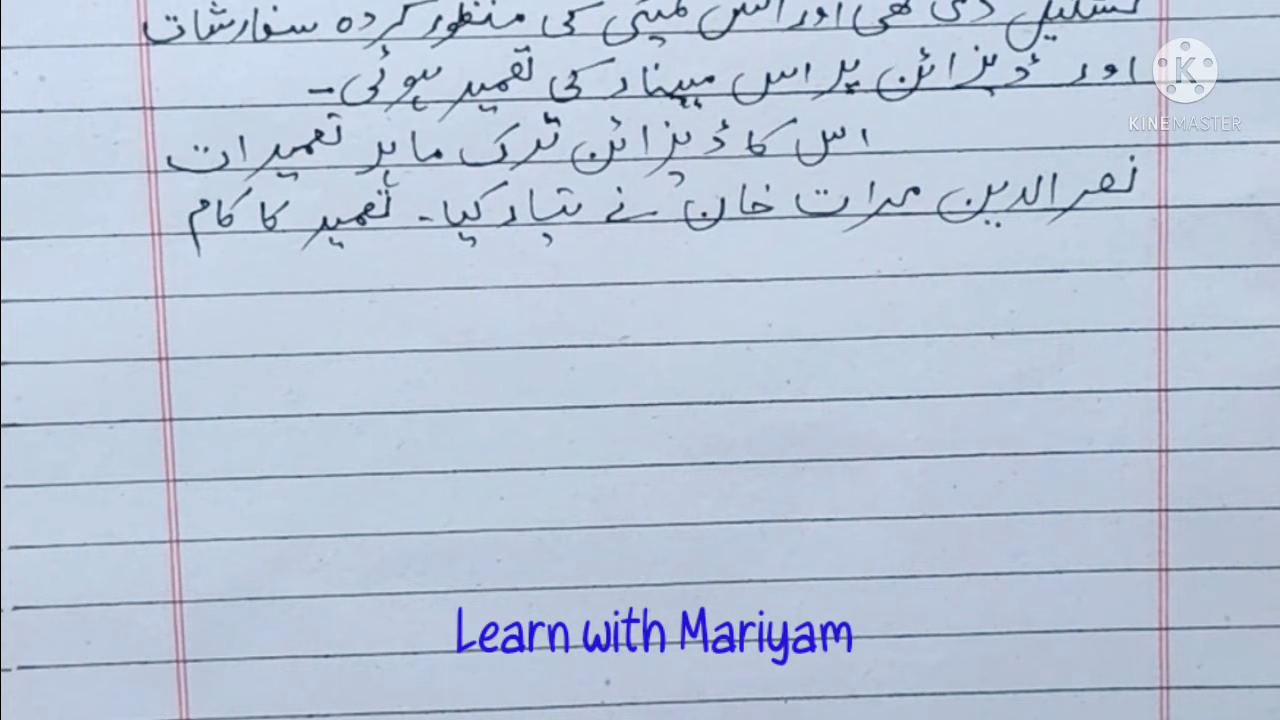 تشکیل دی تھی اور اس کمیٹی کی منظور کردہ سفارشات
اور ڈیزائن پر اس مینار کی تعمیر ہوئی۔
اس کا ڈیزائن ترک ماہر تعمیرات
نصر الدین مرات خان نے تیار کیا۔ تعمیر کا کام
KINEMASTER
Learn with Mariyam